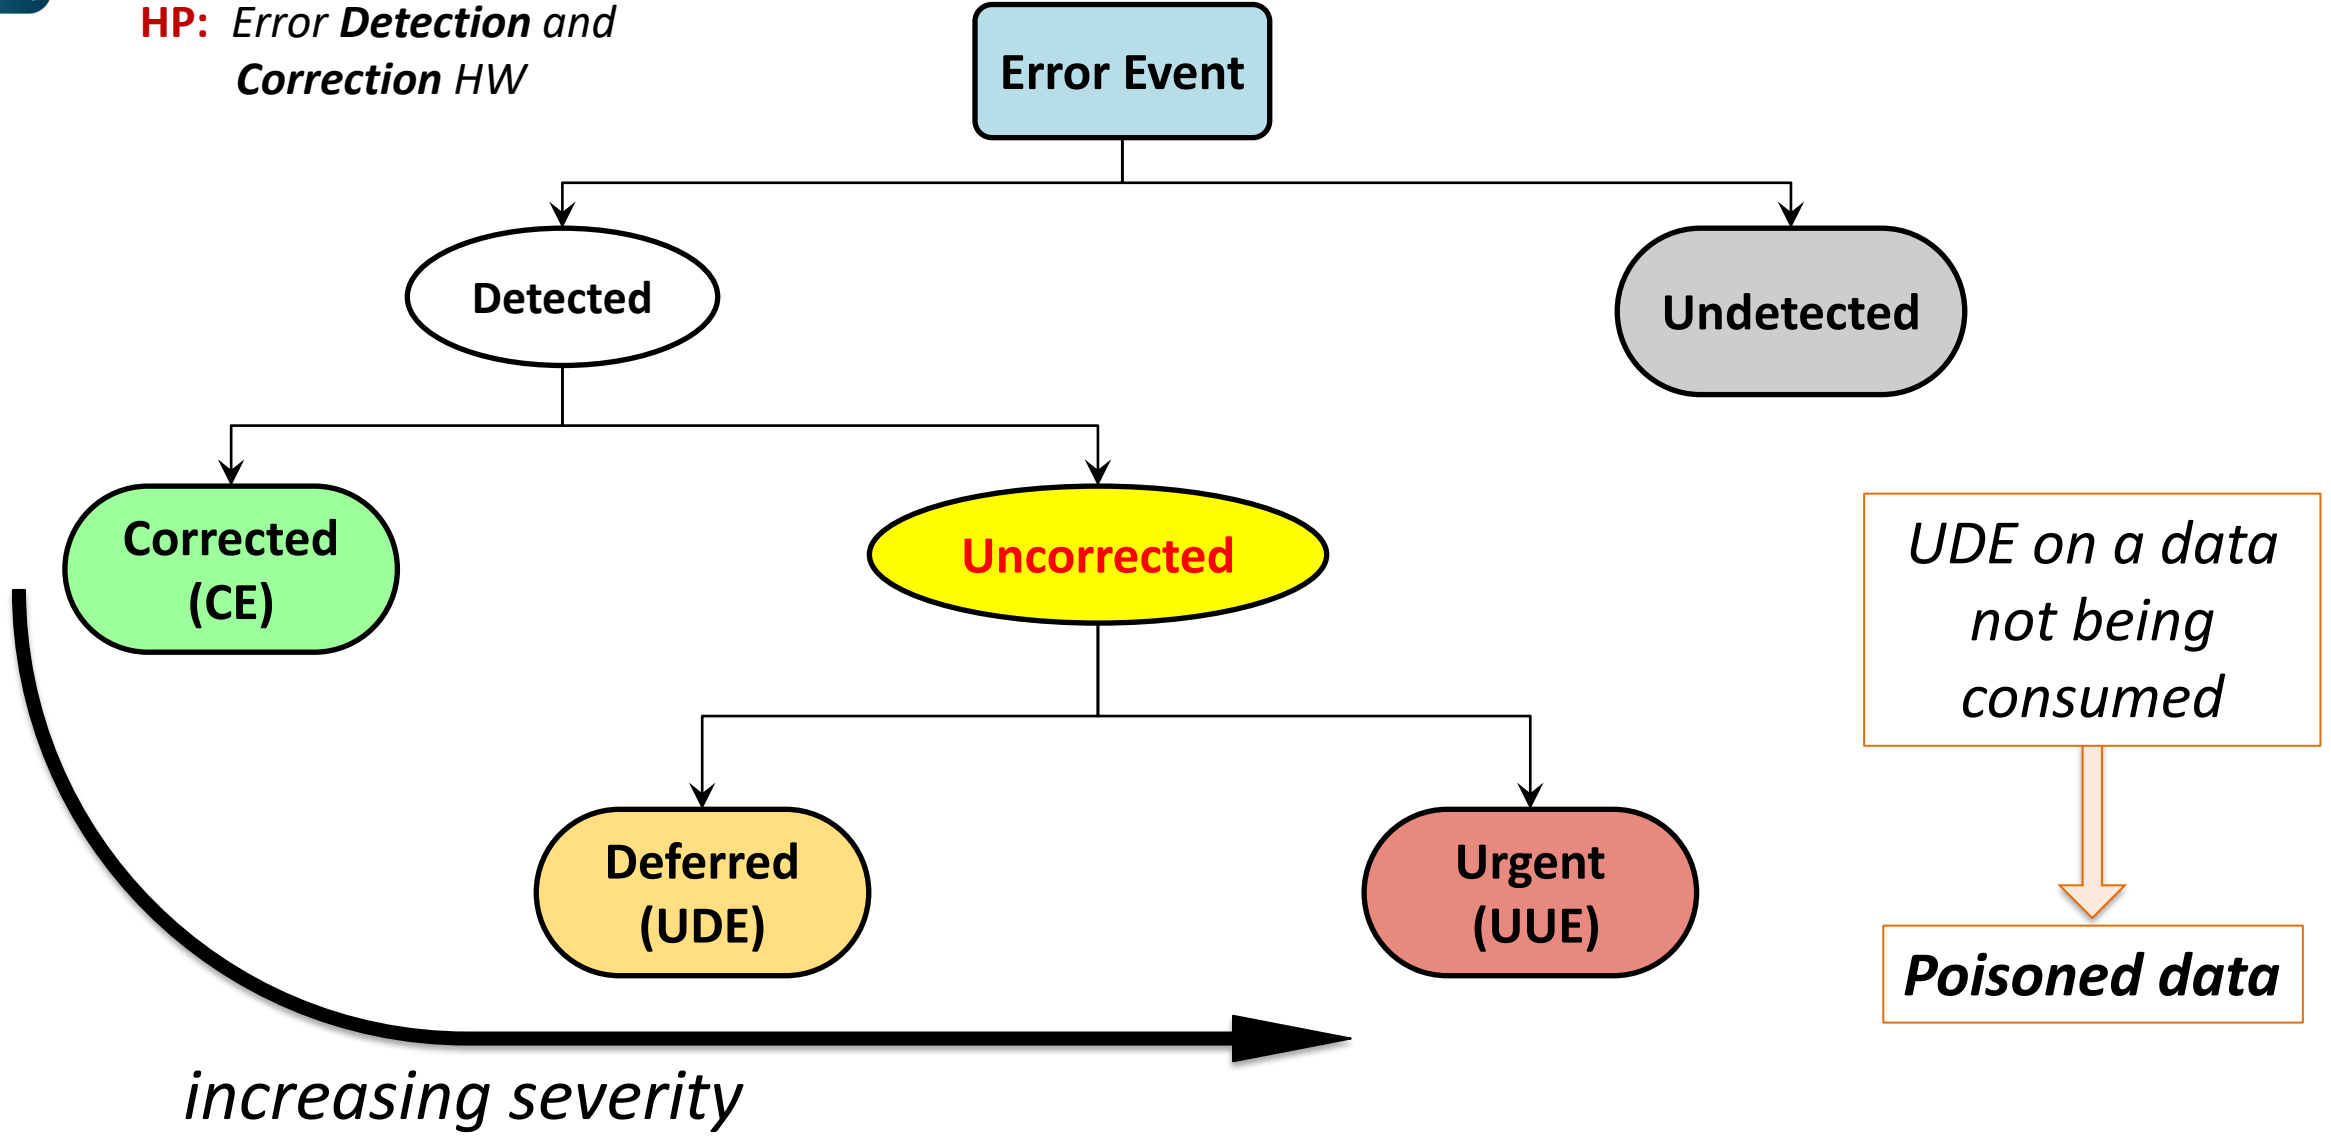 HP: Error Detection and
Correction HW
Error Event
Detected
Undetected
Corrected
(CE)
Uncorrected
Deferred
(UDE)
Urgent
(UUE)
UDE on a data
not being
consumed
Poisoned data
increasing severity